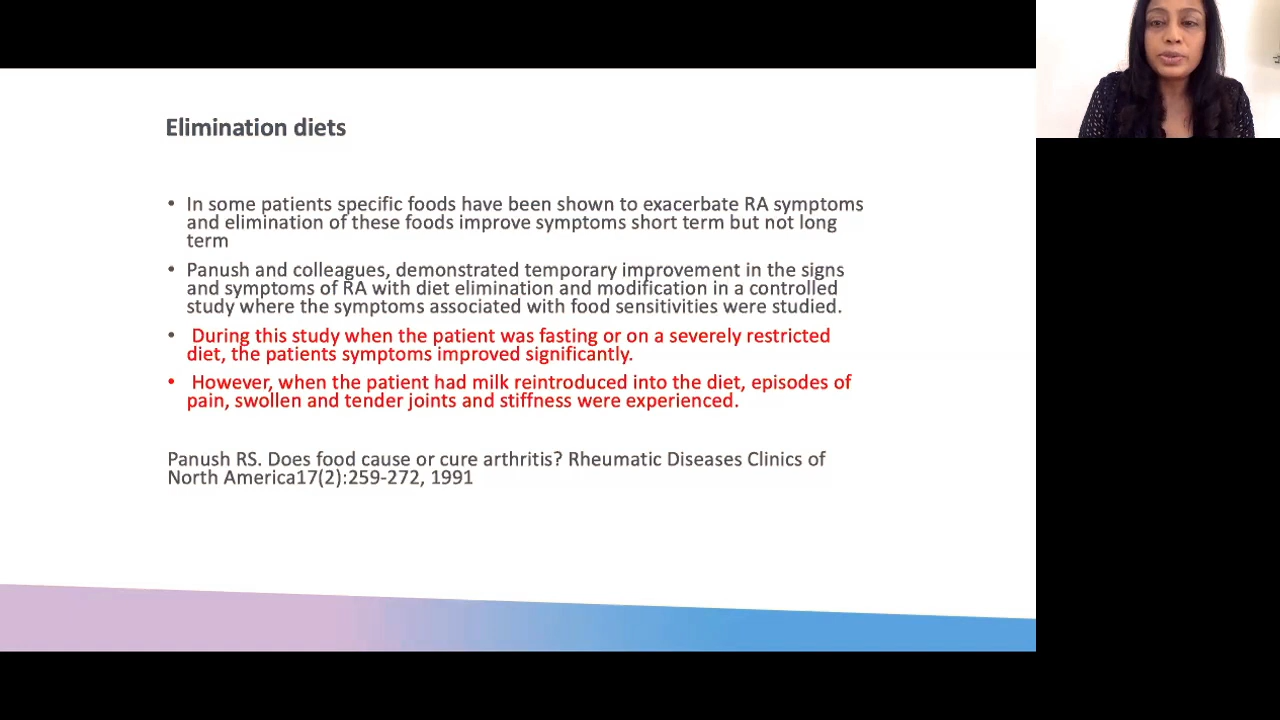 Elimination diets
• In some patients specific foods have been shown to exacerbate RA symptoms
and elimination of these foods improve symptoms short term but not long
term
• Panush and colleagues, demonstrated temporary improvement in the signs
and symptoms of RA with diet elimination and modification in a controlled
study where the symptoms associated with food sensitivities were studied.
• During this study when the patient was fasting or on a severely restricted
diet, the patients symptoms improved significantly.
• However, when the patient had milk reintroduced into the diet, episodes of
pain, swollen and tender joints and stiffness were experienced.
Panush RS. Does food cause or cure arthritis? Rheumatic Diseases Clinics of
North America17(2):259-272, 1991